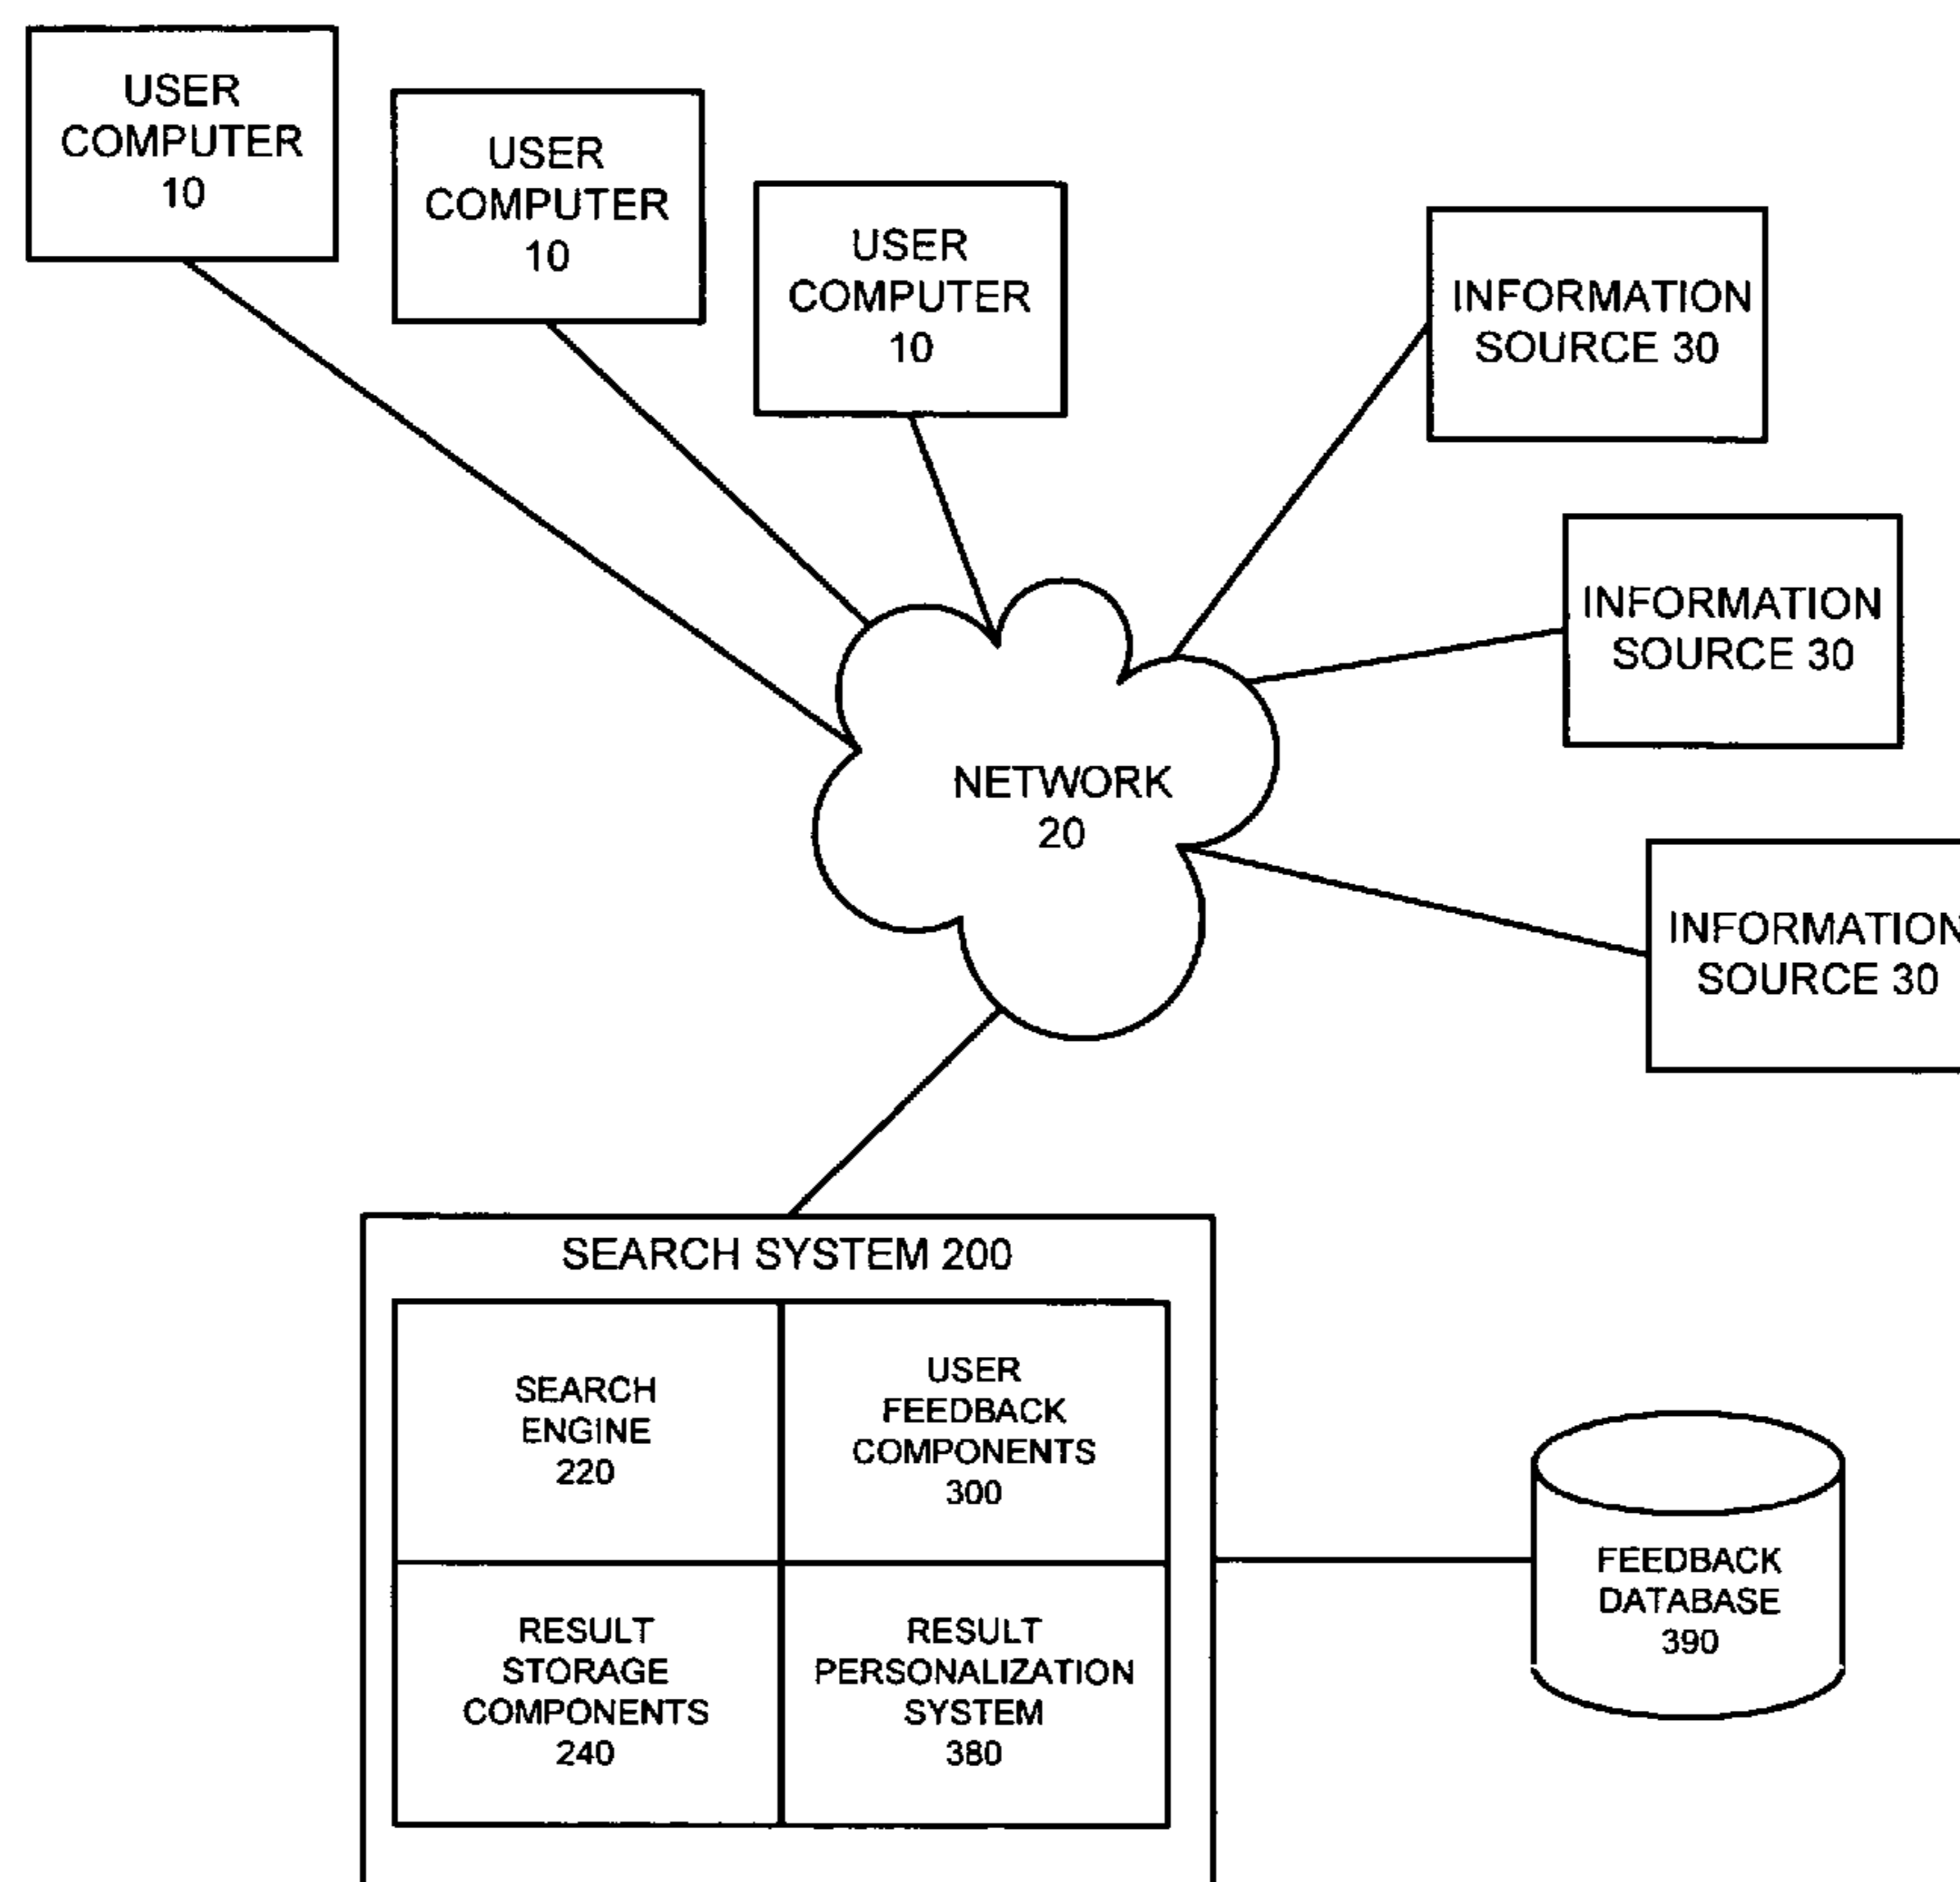 USER
COMPUTER
10
USER
COMPUTER
10
USER
COMPUTER
10
INFORMATION
SOURCE 30
INFORMATION
SOURCE 30
INFORMATION
SOURCE 30
NETWORK
20
SEARCH SYSTEM 200
SEARCH
ENGINE
220
USER
FEEDBACK
COMPONENTS
300
RESULT
STORAGE
COMPONENTS
240
RESULT
PERSONALIZATION
SYSTEM
380
FEEDBACK
DATABASE
390